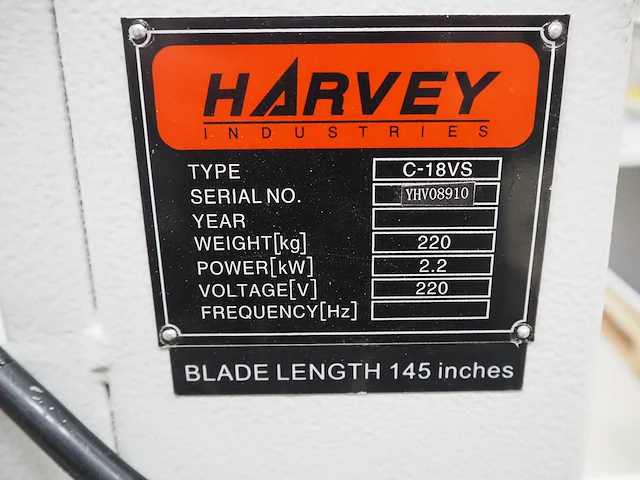 HARVEY
INDUSTRIES
TYPE C-18VS
SERIAL NO. YHV08910
YEAR
WEIGHT[kg] 220
POWER[kW] 2.2
VOLTAGE[V] 220
FREQUENCY[Hz]
BLADE LENGTH 145 inches